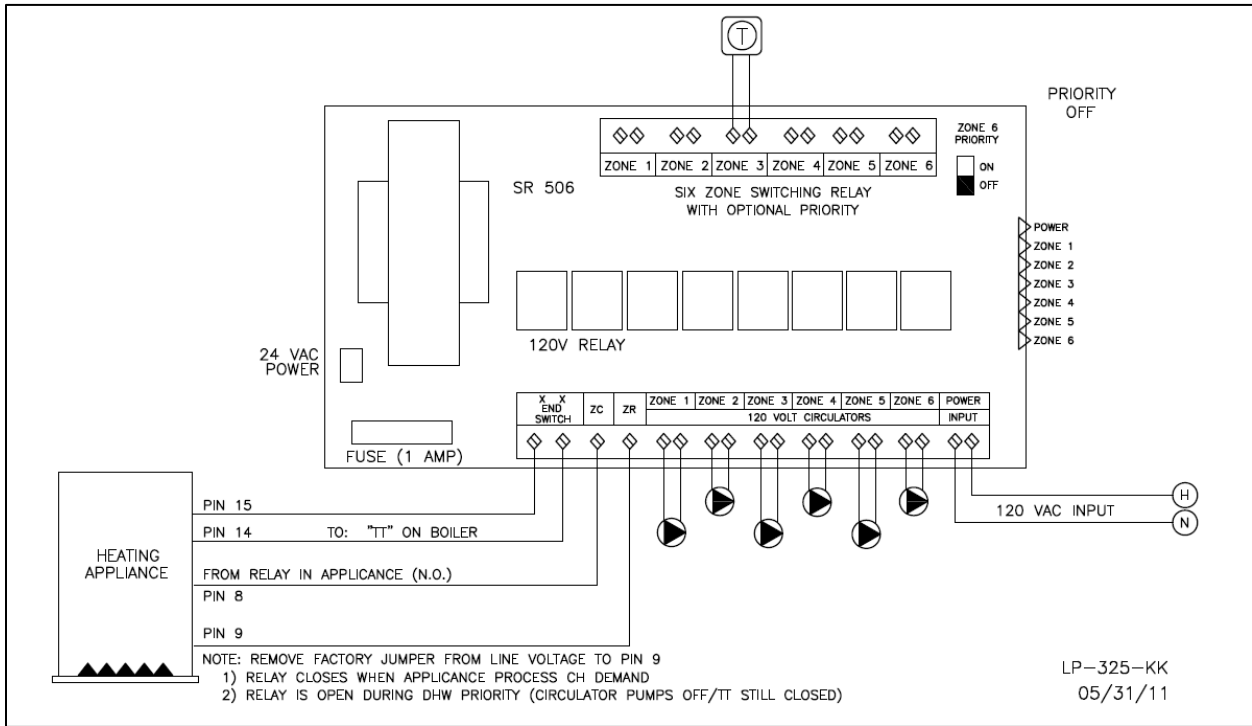 T
PRIORITY
OFF
ZONE 1 ZONE 2 ZONE 3 ZONE 4 ZONE 5 ZONE 6
ZONE 6
PRIORITY
ON
OFF
SR 506
SIX ZONE SWITCHING RELAY
WITH OPTIONAL PRIORITY
POWER
ZONE 1
ZONE 2
ZONE 3
ZONE 4
ZONE 5
ZONE 6
120V RELAY
24 VAC
POWER
FUSE (1 AMP)
X X
END
SWITCH
ZC
ZR
ZONE 1 ZONE 2 ZONE 3 ZONE 4 ZONE 5 ZONE 6
120 VOLT CIRCULATORS
POWER
INPUT
HEATING
APPLIANCE
PIN 15
PIN 14 TO: "TT" ON BOILER
FROM RELAY IN APPLICANCE (N.O.)
PIN 8
PIN 9
120 VAC INPUT
H
N
NOTE: REMOVE FACTORY JUMPER FROM LINE VOLTAGE TO PIN 9
1) RELAY CLOSES WHEN APPLICANCE PROCESS CH DEMAND
2) RELAY IS OPEN DURING DHW PRIORITY (CIRCULATOR PUMPS OFF/TT STILL CLOSED)
LP-325-KK
05/31/11